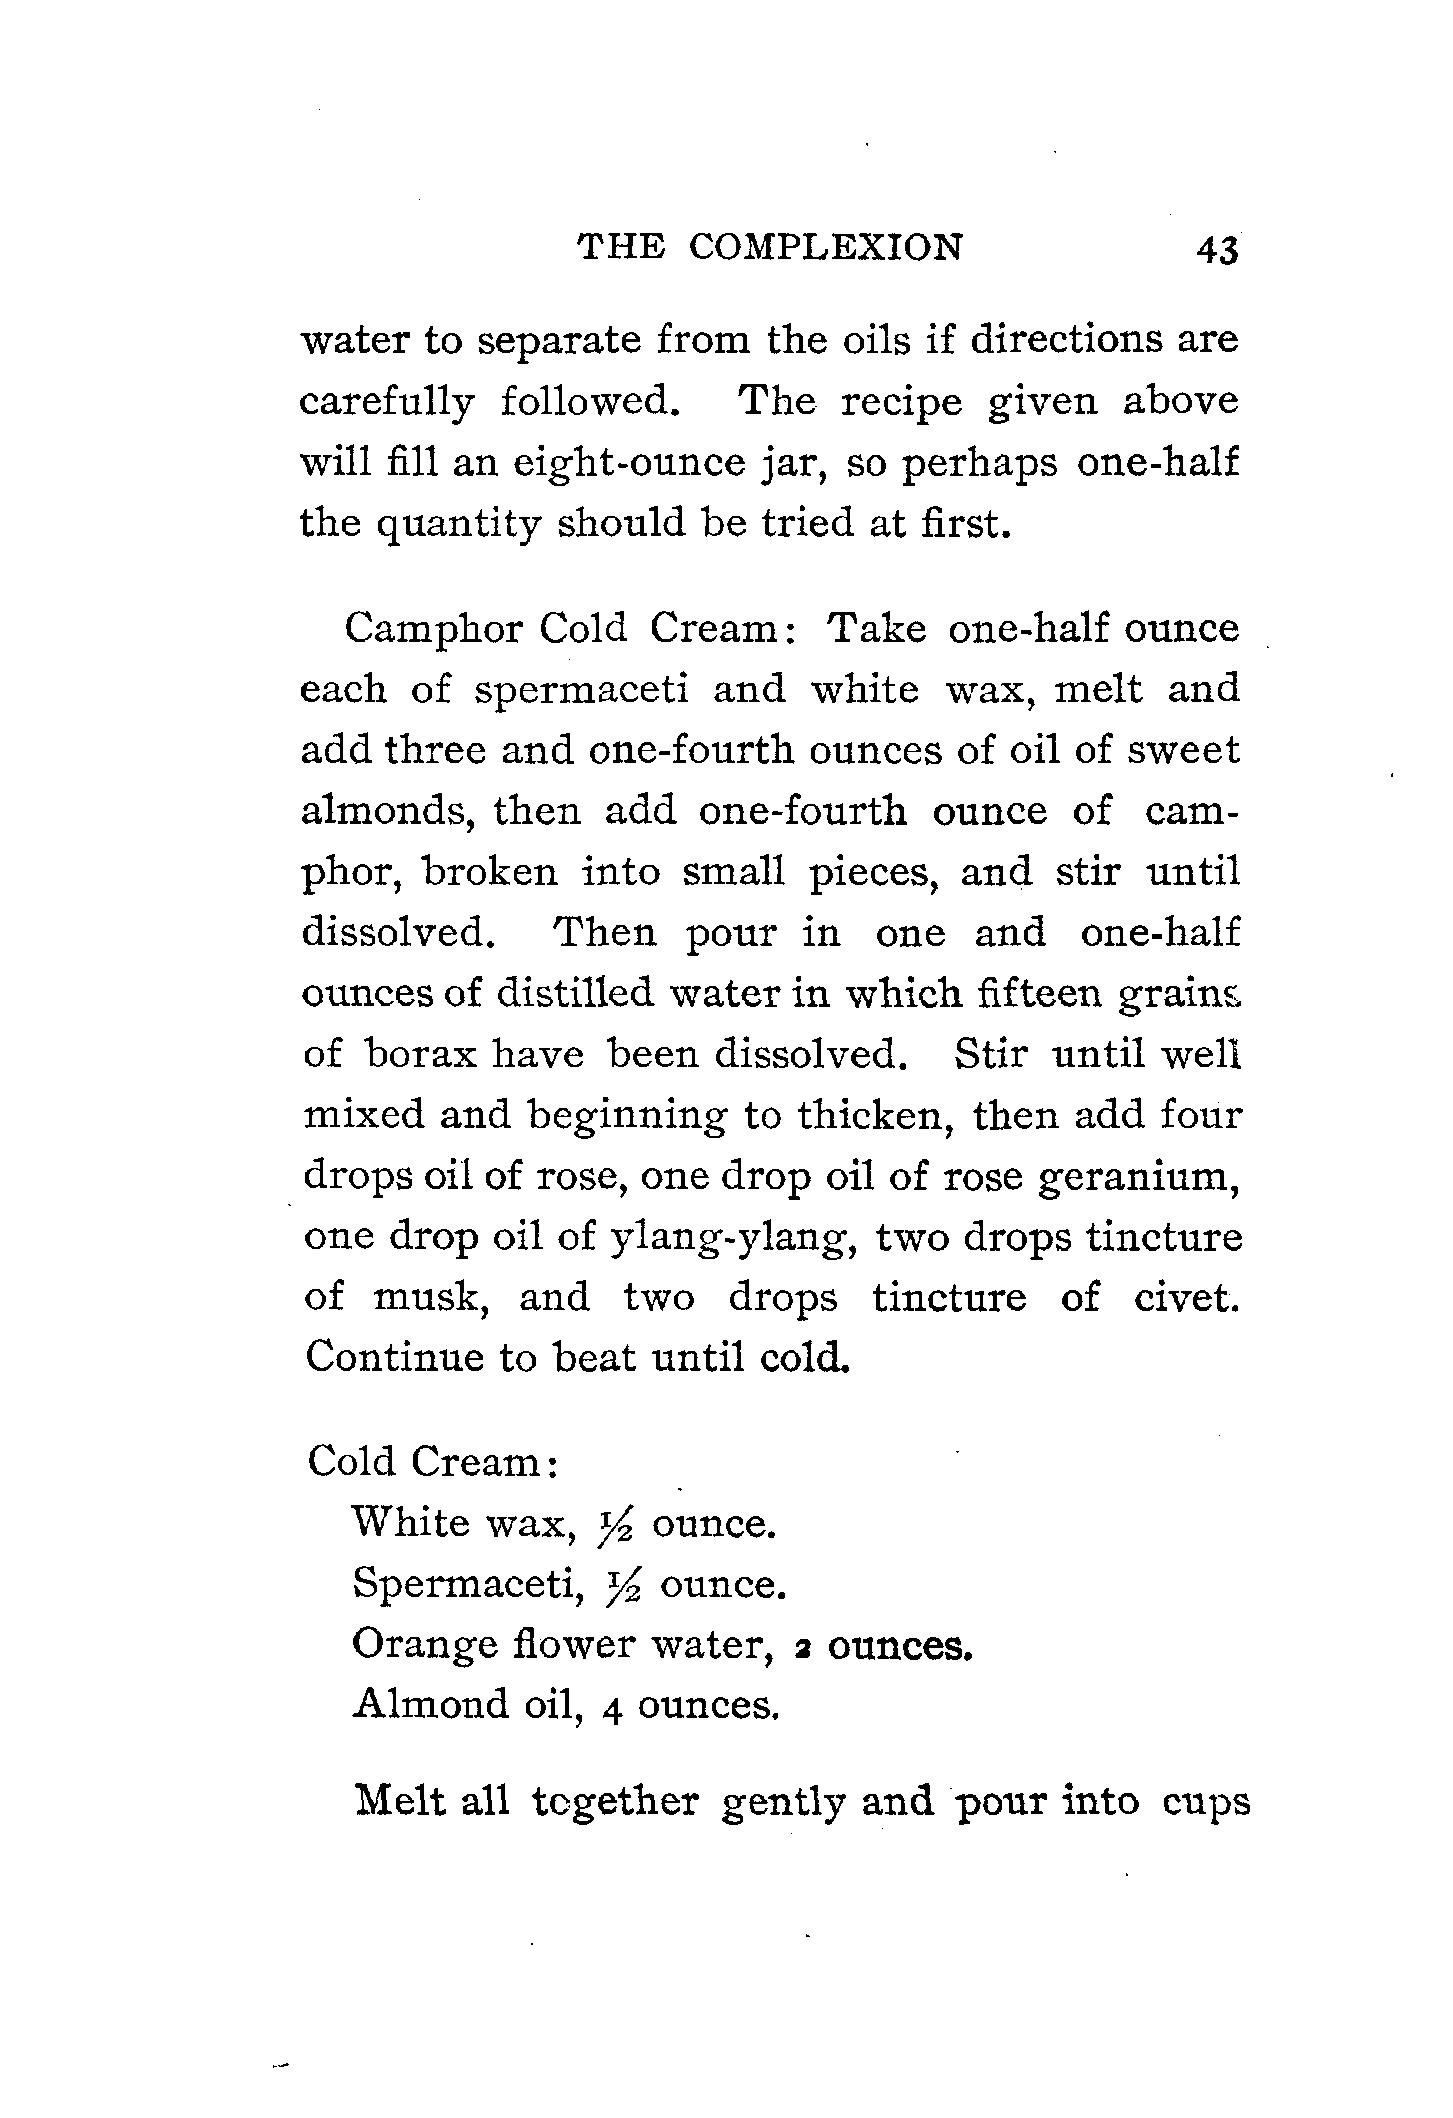 THE COMPLEXION 43
water to separate from the oils if directions are
carefully followed. The recipe given above
will fill an eight-ounce jar, so perhaps one-half
the quantity should be tried at first.
Camphor Cold Cream: Take one-half ounce
each of spermaceti and white wax, melt and
add three and one-fourth ounces of oil of sweet
almonds, then add one-fourth ounce of cam-
phor, broken into small pieces, and stir until
dissolved. Then pour in one and one-half
ounces of distilled water in which fifteen grains
of borax have been dissolved. Stir until well
mixed and beginning to thicken, then add four
drops oil of rose, one drop oil of rose geranium,
one drop oil of ylang-ylang, two drops tincture
of musk, and two drops tincture of civet.
Continue to beat until cold.
Cold Cream:
White wax, ½ ounce.
Spermaceti, ½ ounce.
Orange flower water, 2 ounces.
Almond oil, 4 ounces.
Melt all together gently and pour into cups